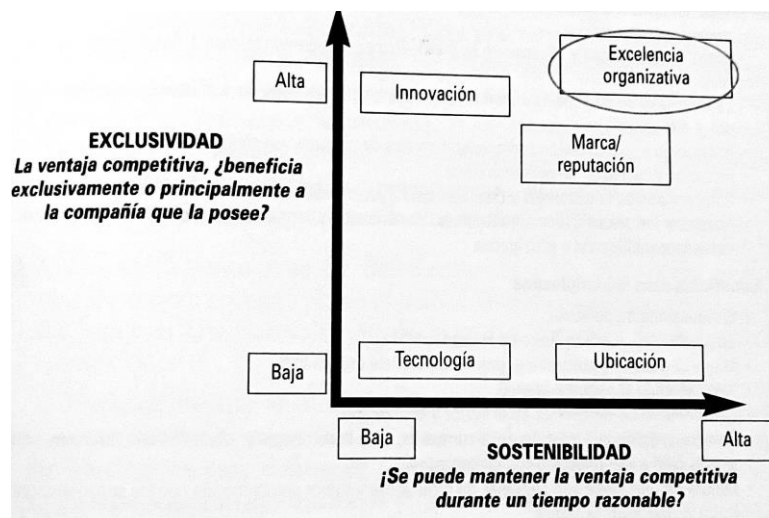 Alta
Innovación
Excelencia
organizativa
Marca/
reputación
EXCLUSIVIDAD
La ventaja competitiva, ¿beneficia
exclusivamente o principalmente a
la compañía que la posee?
Baja
Tecnología
Ubicación
Baja
Alta
SOSTENIBILIDAD
¡Se puede mantener la ventaja competitiva
durante un tiempo razonable?